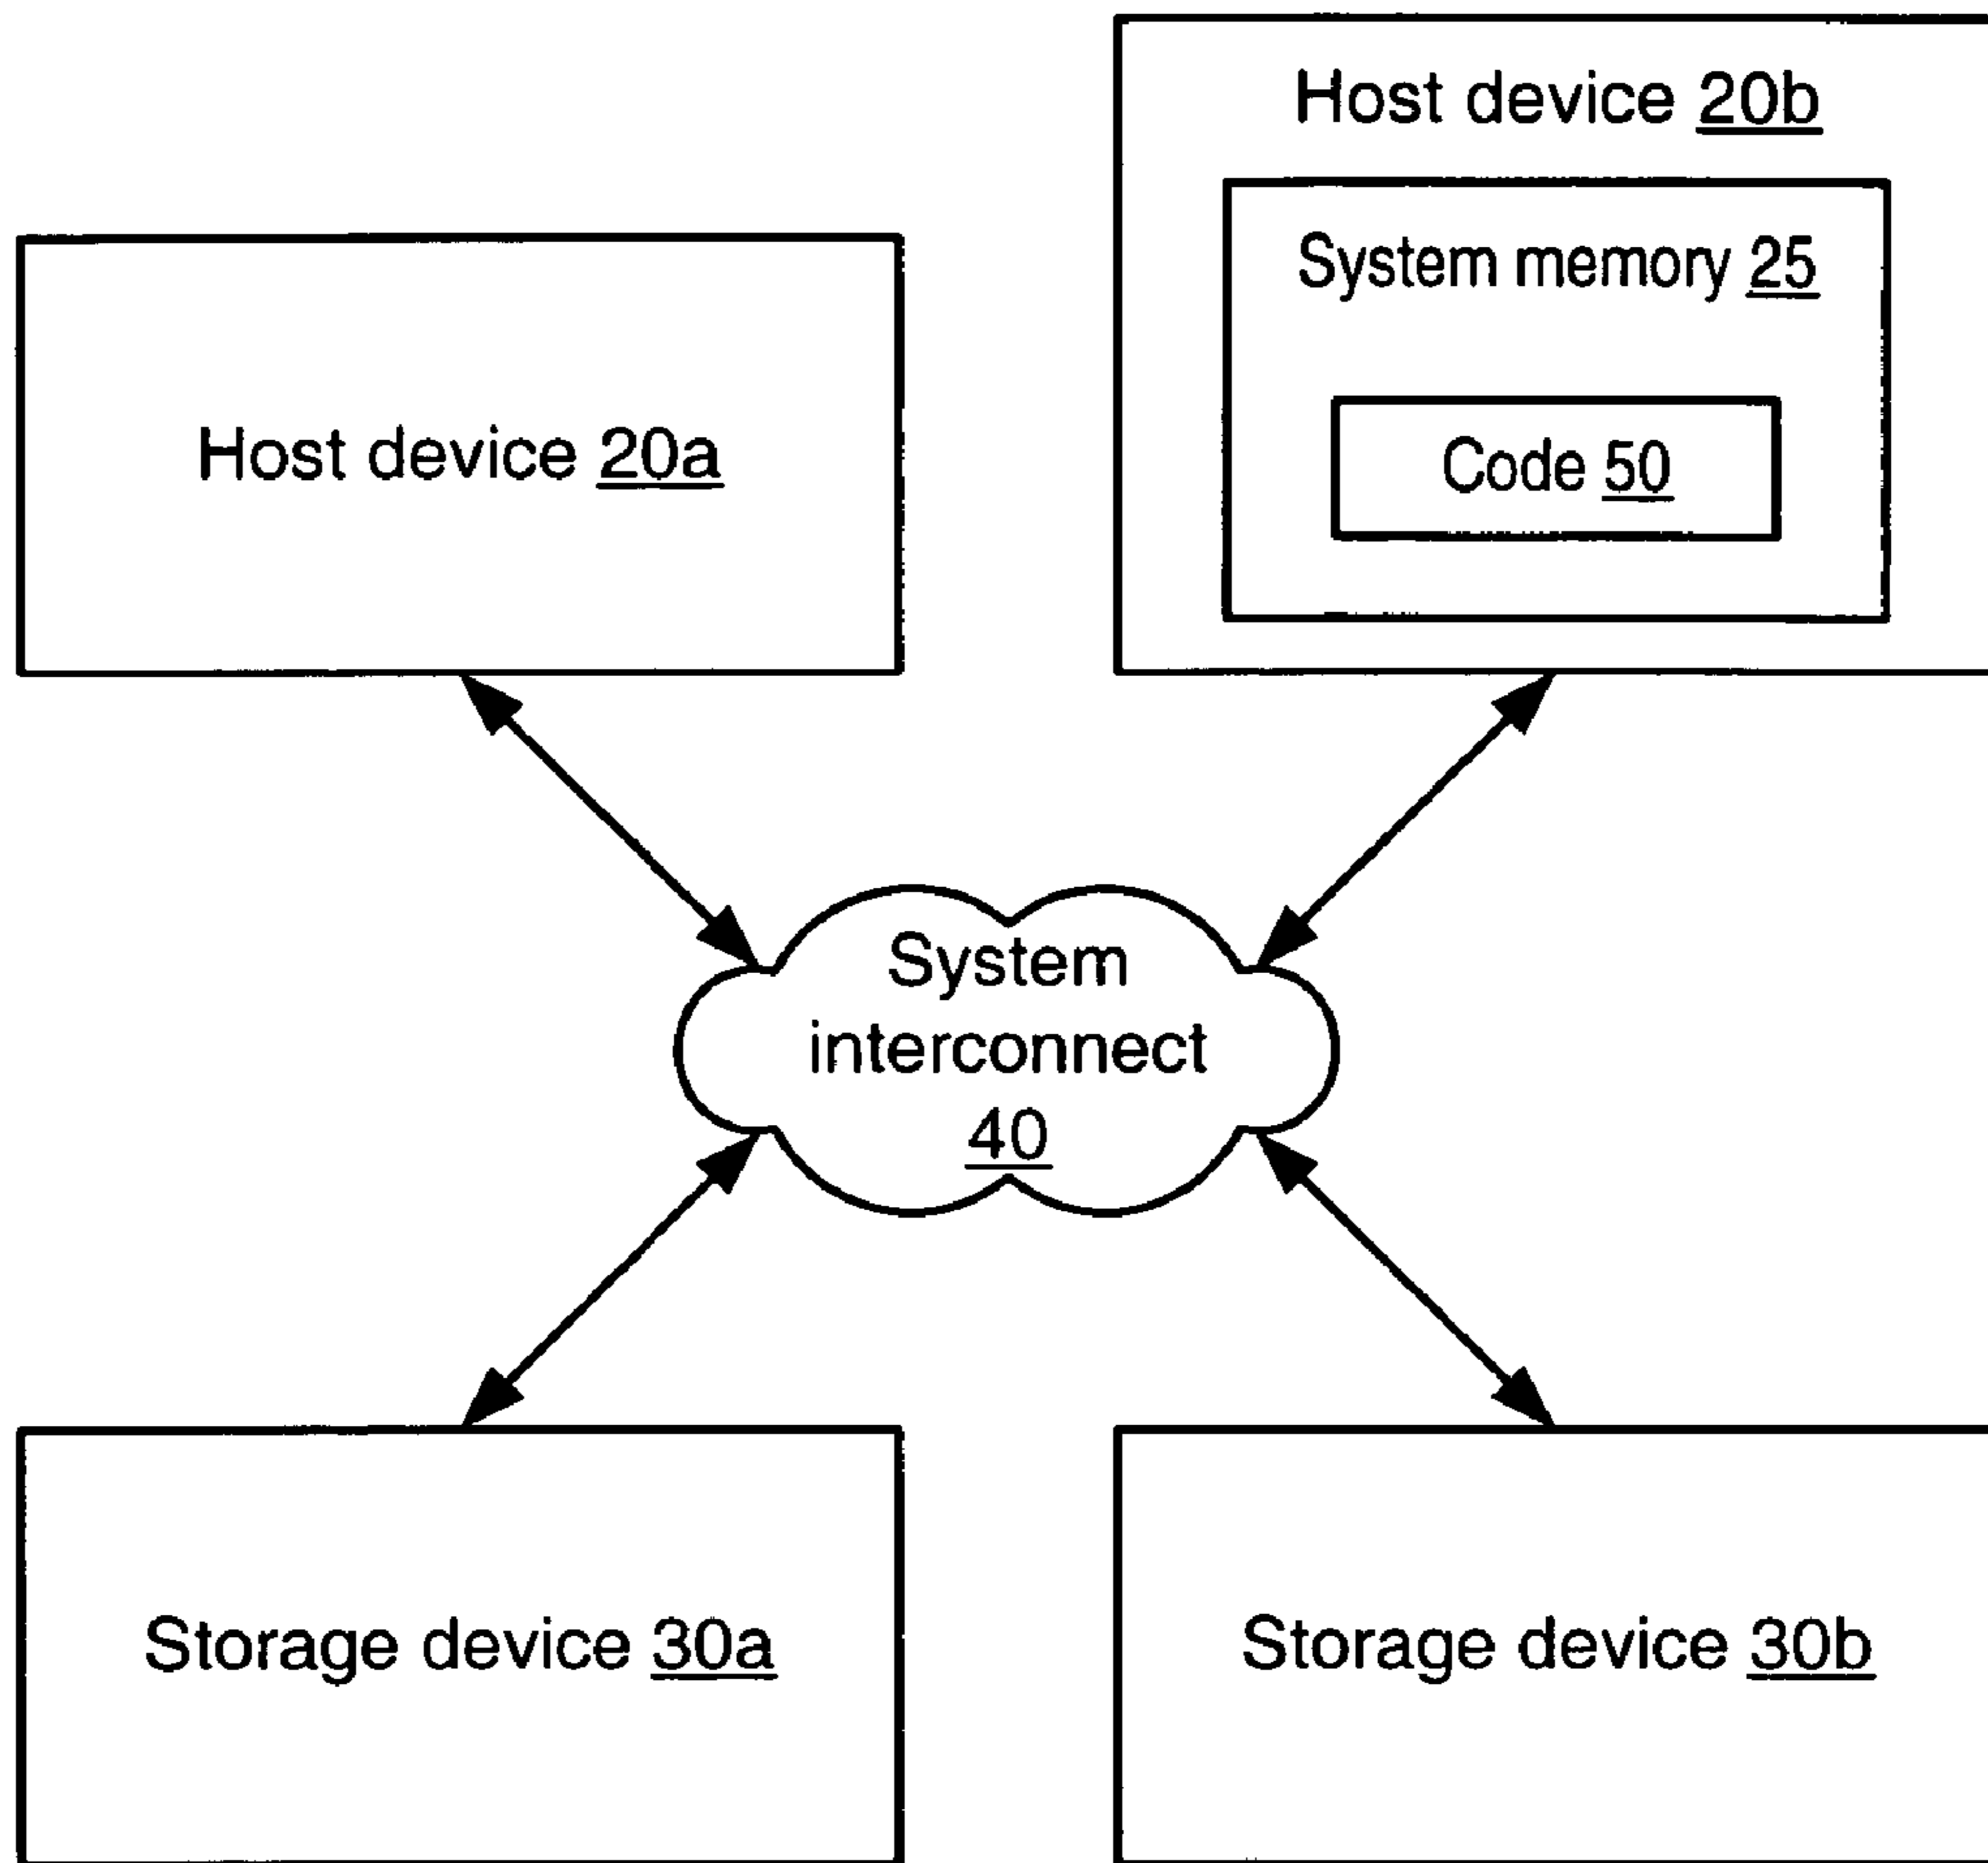 Host device 20b
System memory 25
Host device 20a
Code 50
System
interconnect
40
Storage device 30a
Storage device 30b